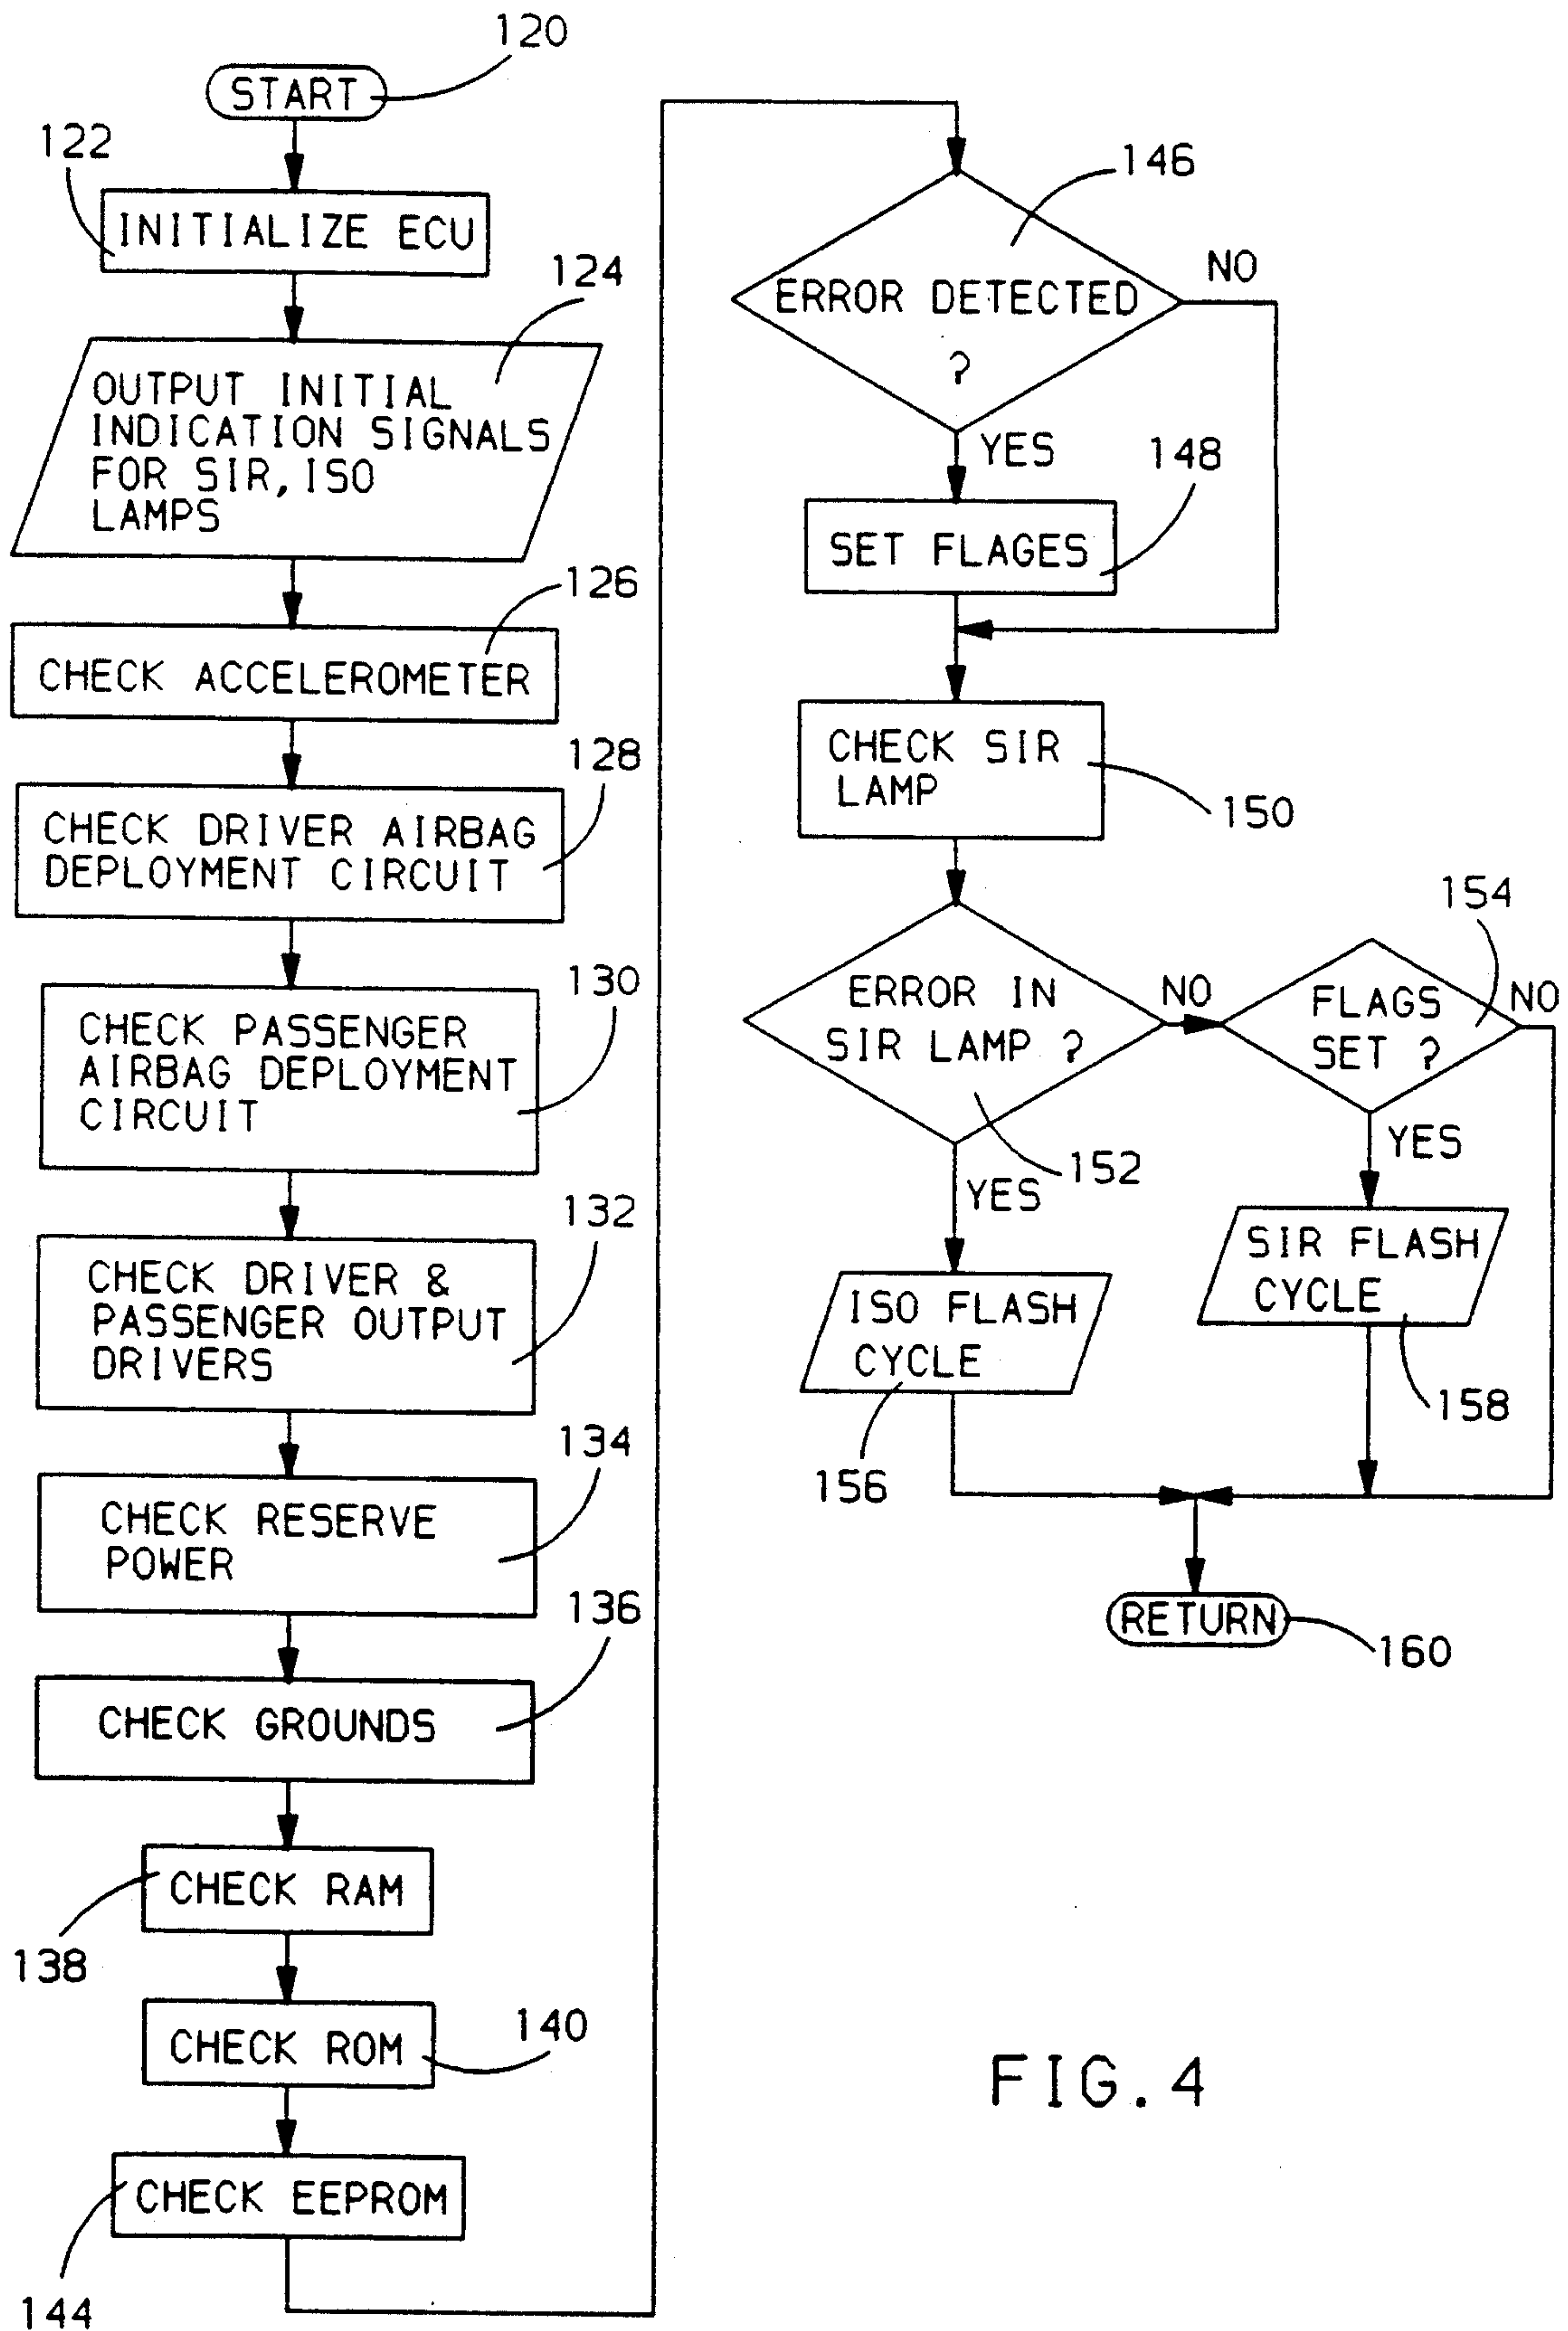 120
START
122
INITIALIZE ECU
124
OUTPUT INITIAL
INDICATION SIGNALS
FOR SIR, ISO
LAMPS
126
CHECK ACCELEROMETER
128
CHECK DRIVER AIRBAG
DEPLOYMENT CIRCUIT
130
CHECK PASSENGER
AIRBAG DEPLOYMENT
CIRCUIT
132
CHECK DRIVER &
PASSENGER OUTPUT
DRIVERS
134
CHECK RESERVE
POWER
136
CHECK GROUNDS
CHECK RAM
138
140
CHECK ROM
CHECK EEPROM
144
146
NO
ERROR DETECTED
?
YES
148
SET FLAGES
CHECK SIR
LAMP
150
154
ERROR IN
SIR LAMP ?
NO
FLAGS
SET ?
NO
152
YES
YES
SIR FLASH
CYCLE
ISO FLASH
CYCLE
158
156
RETURN
160
FIG. 4